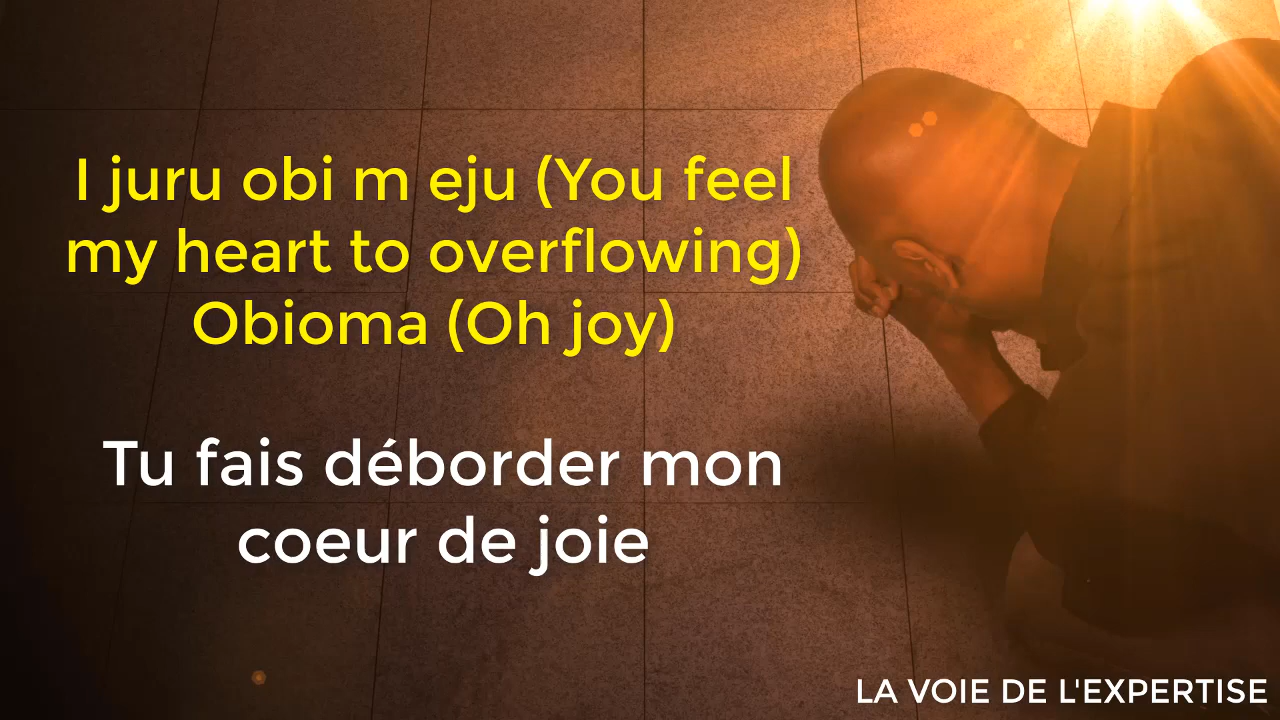 I juru obi m eju (You feel
my heart to overflowing)
Obioma (Oh joy)
Tu fais déborder mon
coeur de joie
LA VOIE DE L'EXPERTISE